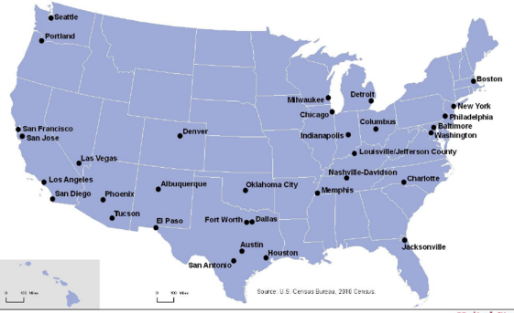 Seattle
Portland
Boston
Milwaukee
Detroit
New York
Chicago
Philadelphia
Columbus
Baltimore
San Francisco
Denver
Indianapolis
Washington
San Jose
Louisville/Jefferson County
Las Vegas
Nashville-Davidson
Los Angeles
Albuquerque
Oklahoma City
Charlotte
San Diego
Phoenix
Memphis
Tucson
El Paso
Fort Worth
Dallas
Austin
Jacksonville
Houston
San Antonio
Source: U.S. Census Bureau, 2010 Census.